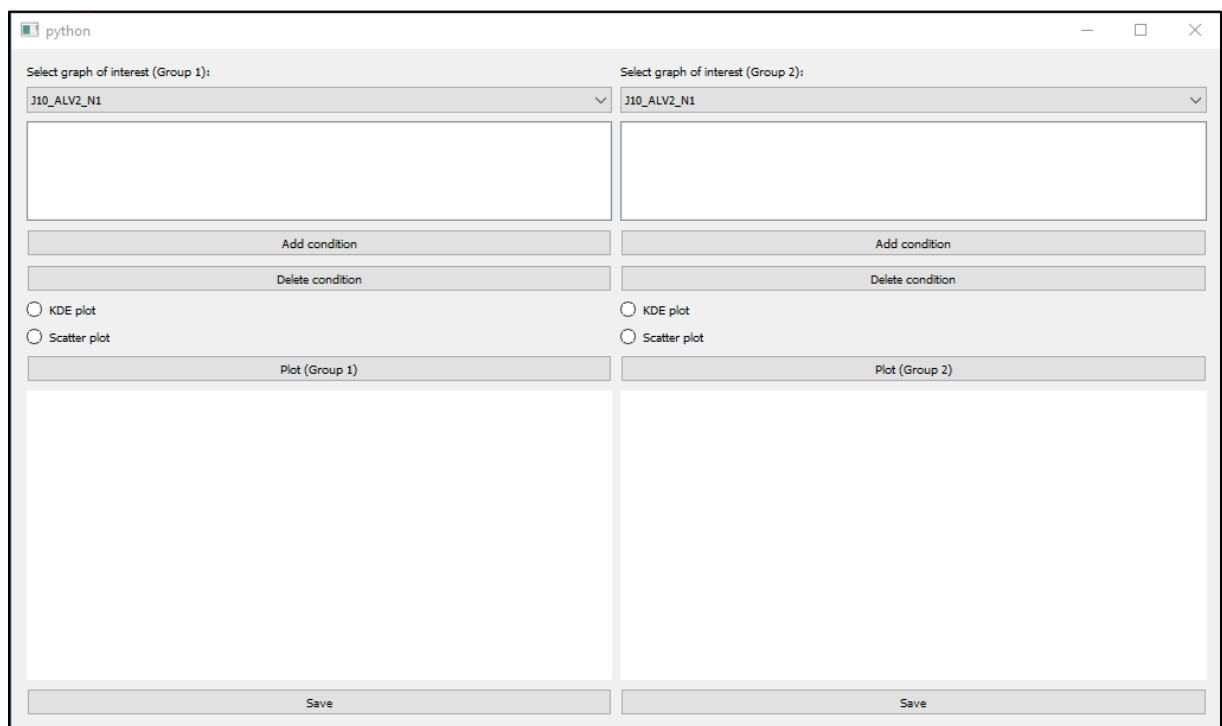 python
Select graph of interest (Group 1): Select graph of interest (Group 2):
J10_ALV2_N1 J10_ALV2_N1
Add condition Add condition
Delete condition Delete condition
KDE plot KDE plot
Scatter plot Scatter plot
Plot (Group 1) Plot (Group 2)
Save Save